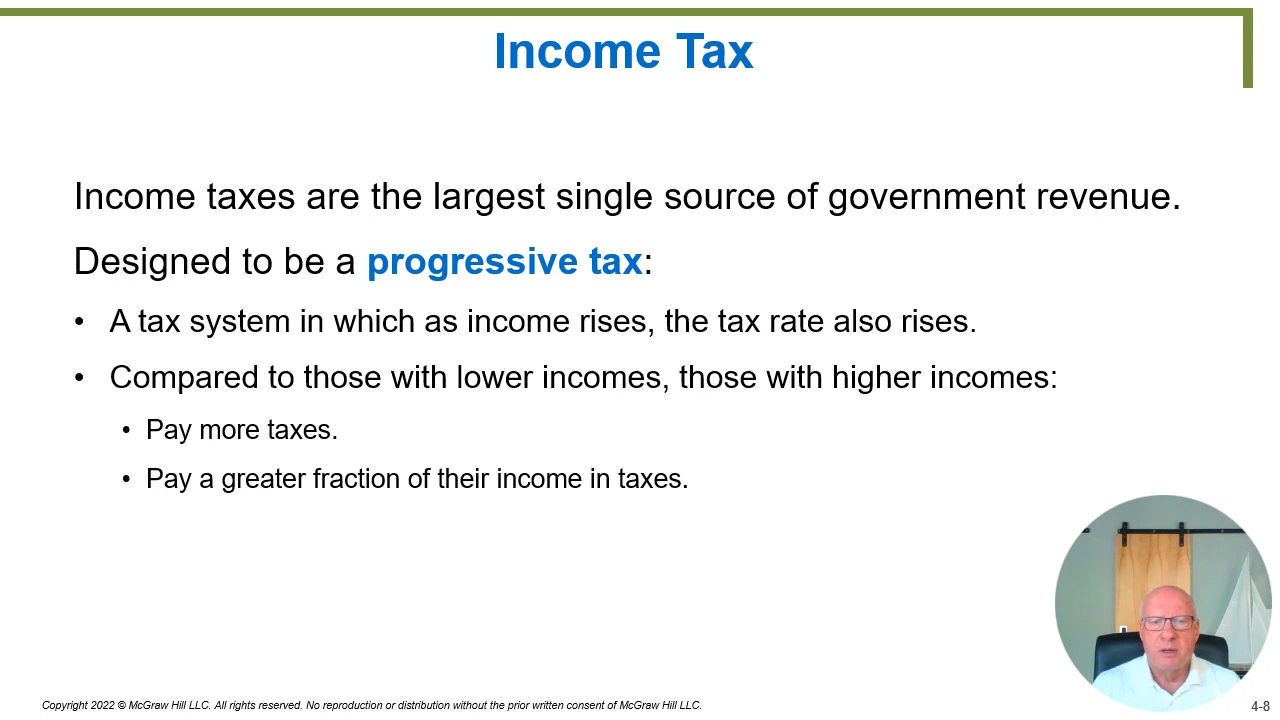 Income Tax
Income taxes are the largest single source of government revenue.
Designed to be a progressive tax:
• A tax system in which as income rises, the tax rate also rises.
• Compared to those with lower incomes, those with higher incomes:
• Pay more taxes.
• Pay a greater fraction of their income in taxes.
Copyright 2022 © McGraw Hill LLC. All rights reserved. No reproduction or distribution without the prior written consent of McGraw Hill LLC.
4-8